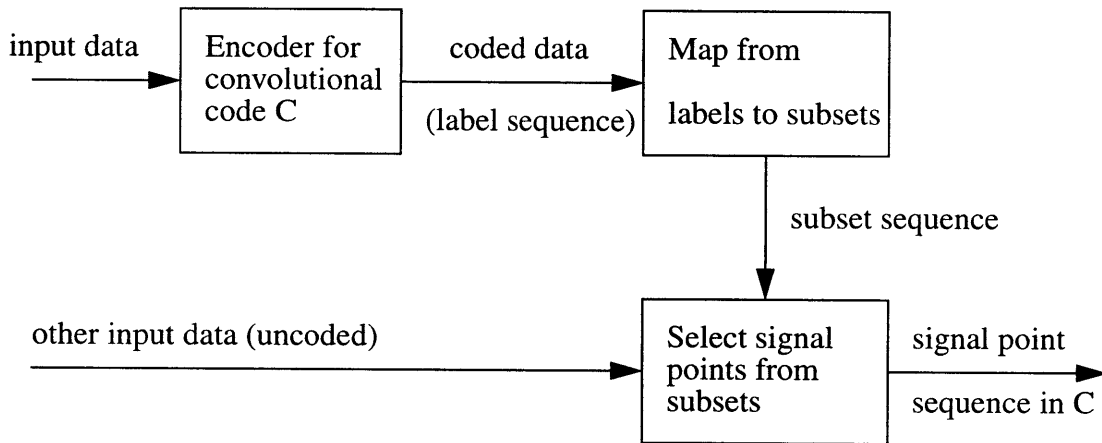 input data
Encoder for
convolutional
code C
coded data
(label sequence)
Map from
labels to subsets
subset sequence
other input data (uncoded)
Select signal
points from
subsets
signal point
sequence in C